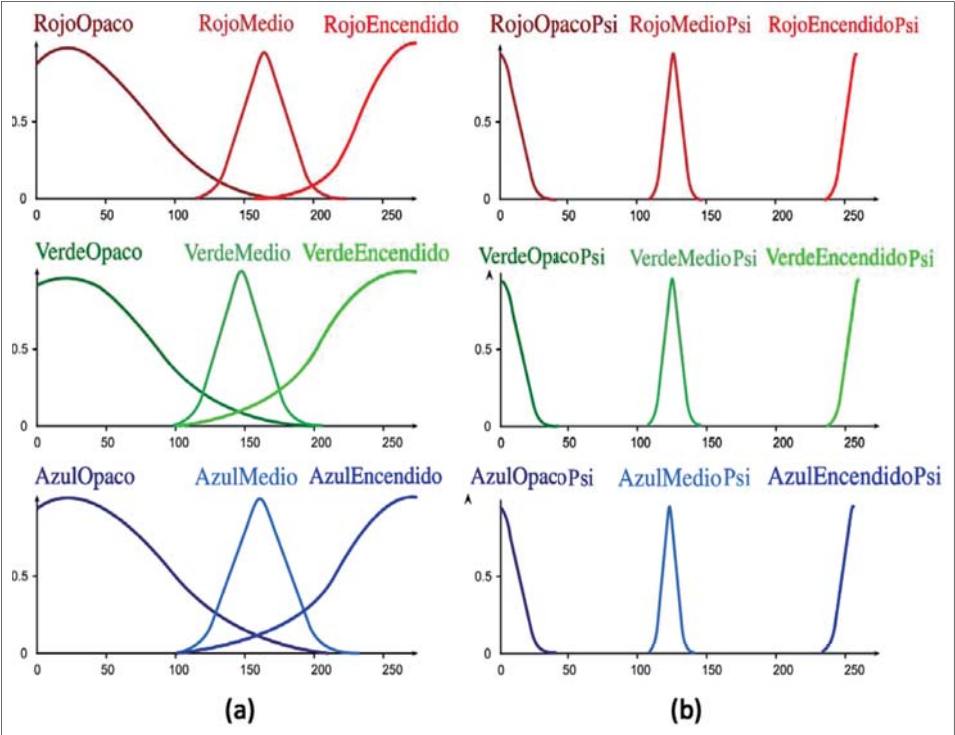 RojoOpaco RojoMedio RojoEncendido
0.5
0
0 50 100 150 200 250
VerdeOpaco VerdeMedio VerdeEncendido
0.5
0
0 50 100 150 200 250
AzulOpaco AzulMedio AzulEncendido
0.5
0
0 50 100 150 200 250
(a)
RojoOpacoPsi RojoMedioPsi RojoEncendidoPsi
0.5
0
0 50 100 150 200 250
VerdeOpacoPsi VerdeMedioPsi VerdeEncendidoPsi
0.5
0
0 50 100 150 200 250
AzulOpacoPsi AzulMedioPsi AzulEncendidoPsi
0.5
0
0 50 100 150 200 250
(b)